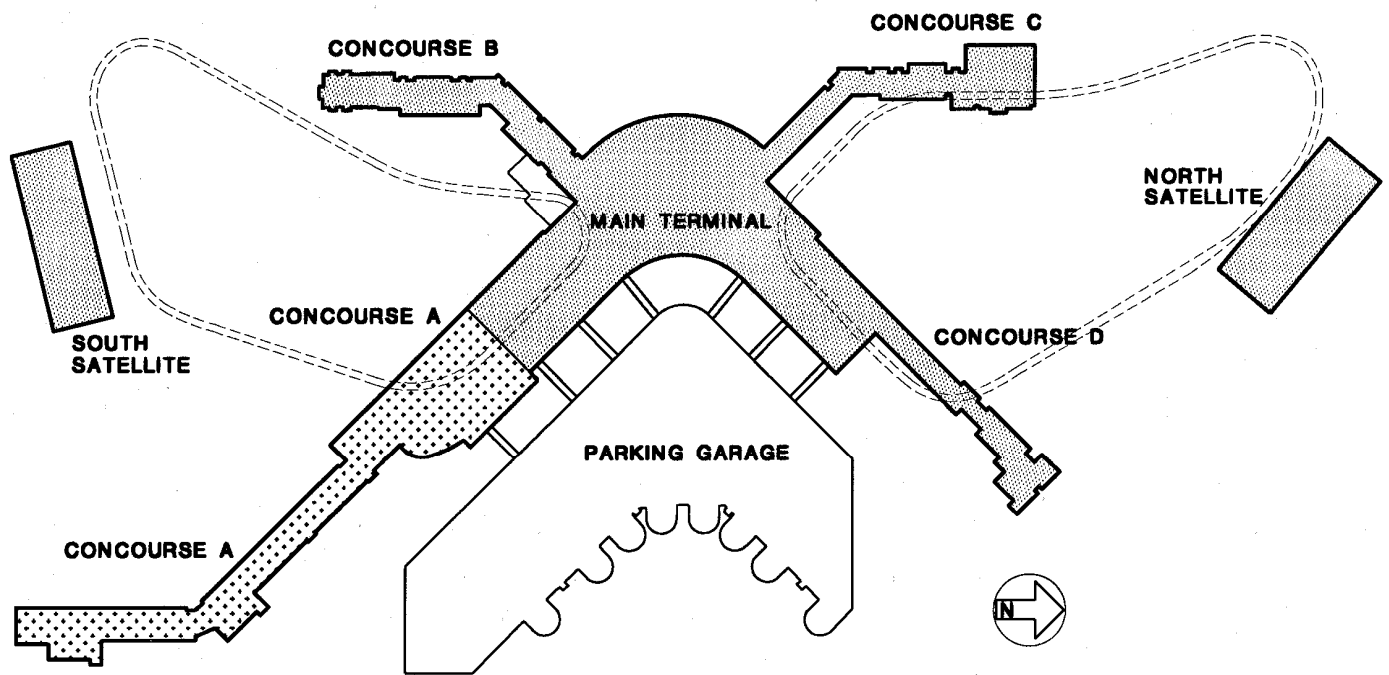 CONCOURSE C
CONCOURSE B
NORTH
SATELLITE
MAIN TERMINAL
CONCOURSE A
SOUTH
SATELLITE
CONCOURSE D
PARKING GARAGE
CONCOURSE A
N